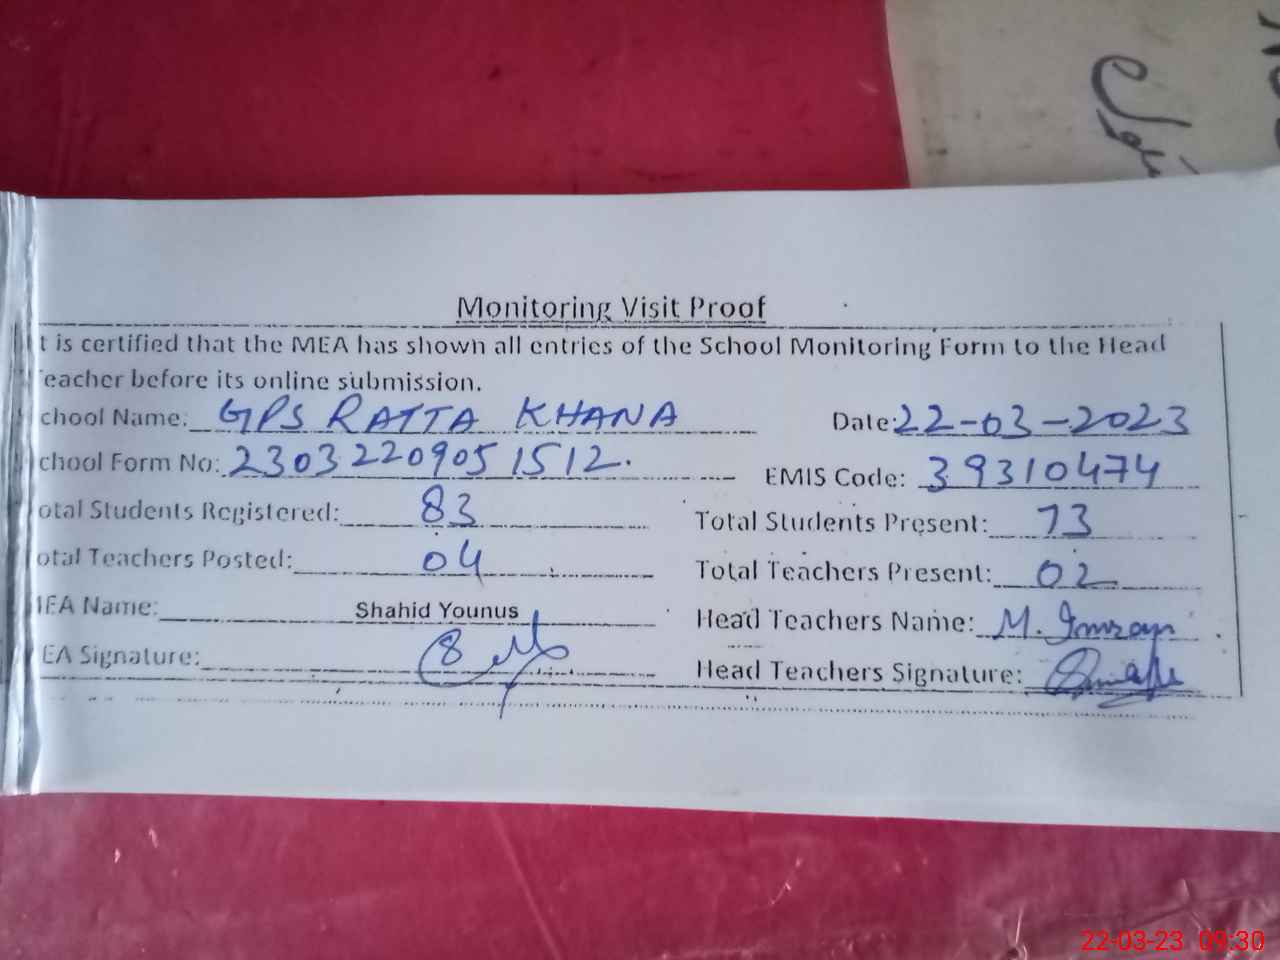 Monitoring Visit Proof
t is certified that the MEA has shown all entries of the School Monitoring Form to the Head
eacher before its online submission.
chool Name: GPS RATTA KHANA Date: 22-03-2023
chool Form No: 2303220905 1512. EMIS Code: 39310474
otal Students Registered: 83 Total Students Present: 73
otal Teachers Posted: 04 Total Teachers Present: 02
MEA Name: Shahid Younus Head Teachers Name: M. Imran
EA Signature: Head Teachers Signature:
22-03-23 09:30